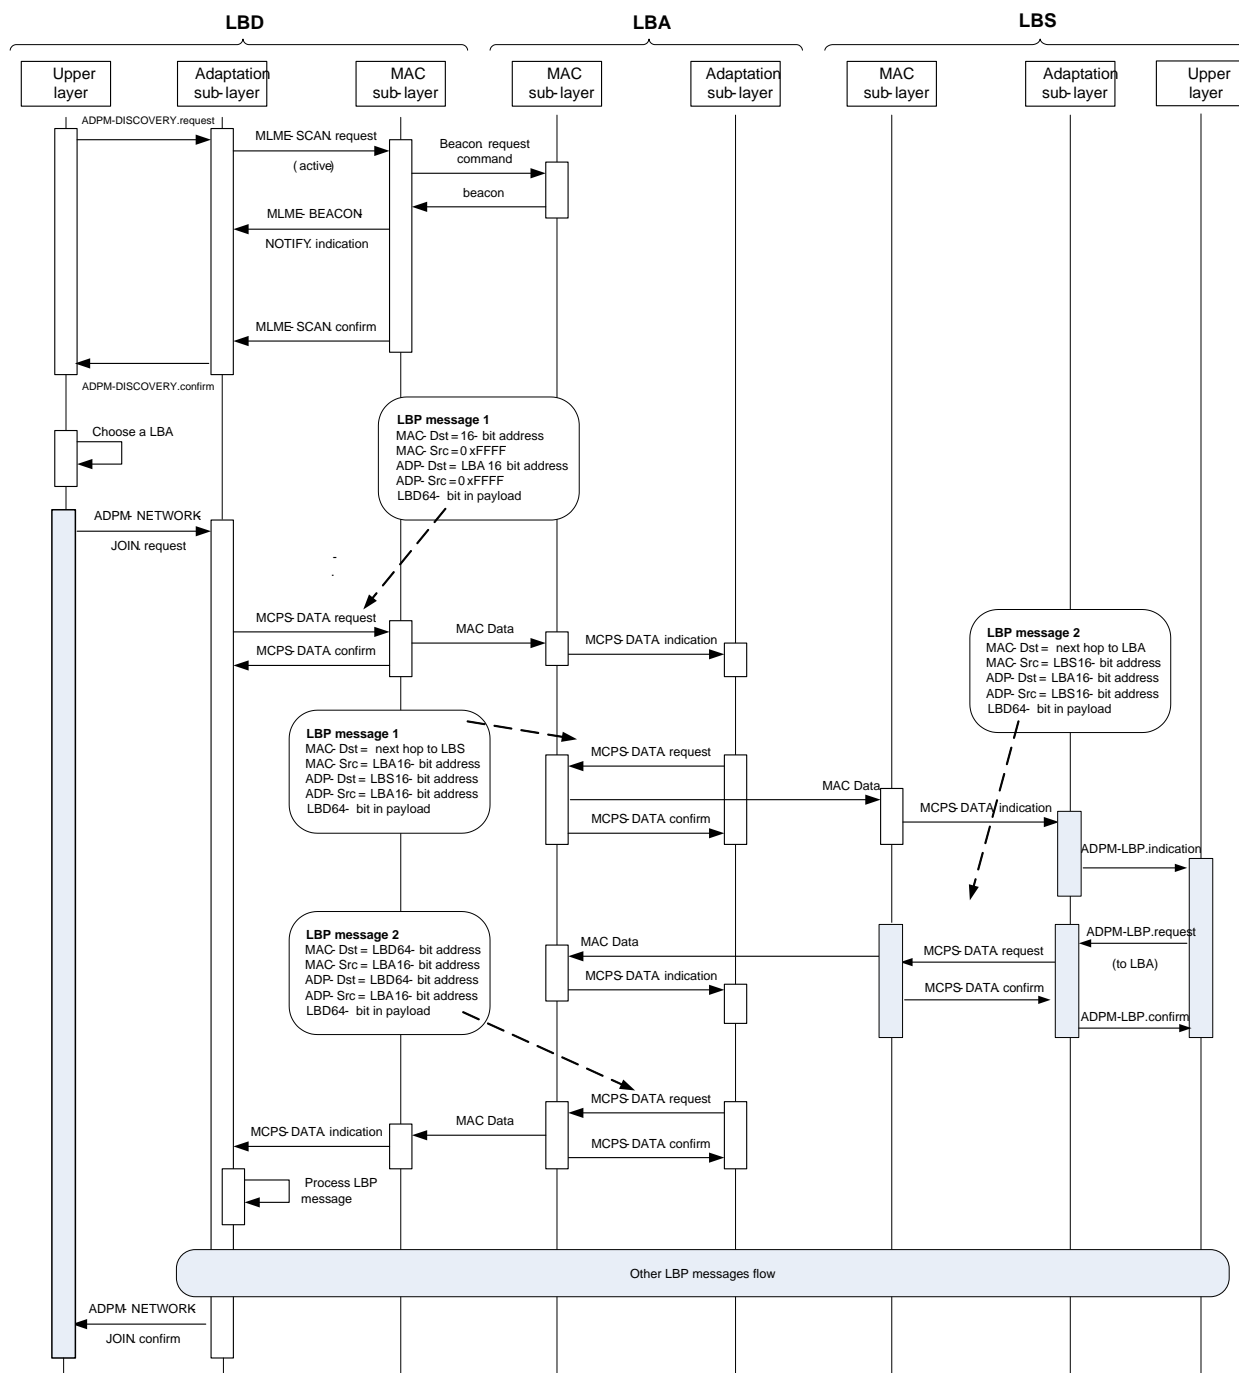 LBD
LBA
LBS
Upper
layer
Adaptation
sub-layer
MAC
sub-layer
MAC
sub-layer
Adaptation
sub-layer
MAC
sub-layer
Adaptation
sub-layer
Upper
layer
ADPM-DISCOVERY.request
MLME-SCAN.request
(active)
Beacon request
command
beacon
MLME-BEACON-
NOTIFY.indication
MLME-SCAN.confirm
ADPM-DISCOVERY.confirm
Choose a LBA
LBP message 1
MAC-Dst = 16-bit address
MAC-Src = 0xFFFF
ADP-Dst = LBA 16 bit address
ADP-Src = 0xFFFF
LBD64- bit in payload
ADPM-NETWORK-
JOIN.request
MCPS-DATA.request
MAC Data
MCPS-DATA.indication
MCPS-DATA.confirm
LBP message 2
MAC-Dst = next hop to LBA
MAC-Src = LBS16-bit address
ADP-Dst = LBA16-bit address
ADP-Src = LBS16-bit address
LBD64- bit in payload
LBP message 1
MAC-Dst = next hop to LBS
MAC-Src = LBA16-bit address
ADP-Dst = LBS16-bit address
ADP-Src = LBA16-bit address
LBD64- bit in payload
MCPS-DATA.request
MAC Data
MCPS-DATA.indication
MCPS-DATA.confirm
ADPM-LBP.indication
LBP message 2
MAC-Dst = LBD64-bit address
MAC-Src = LBA16-bit address
ADP-Dst = LBD64-bit address
ADP-Src = LBA16-bit address
LBD64- bit in payload
ADPM-LBP.request
(to LBA)
MAC Data
MCPS-DATA.request
MCPS-DATA.indication
MCPS-DATA.confirm
ADPM-LBP.confirm
MCPS-DATA.request
MAC Data
MCPS-DATA.indication
MCPS-DATA.confirm
Process LBP
message
Other LBP messages flow
ADPM-NETWORK-
JOIN.confirm